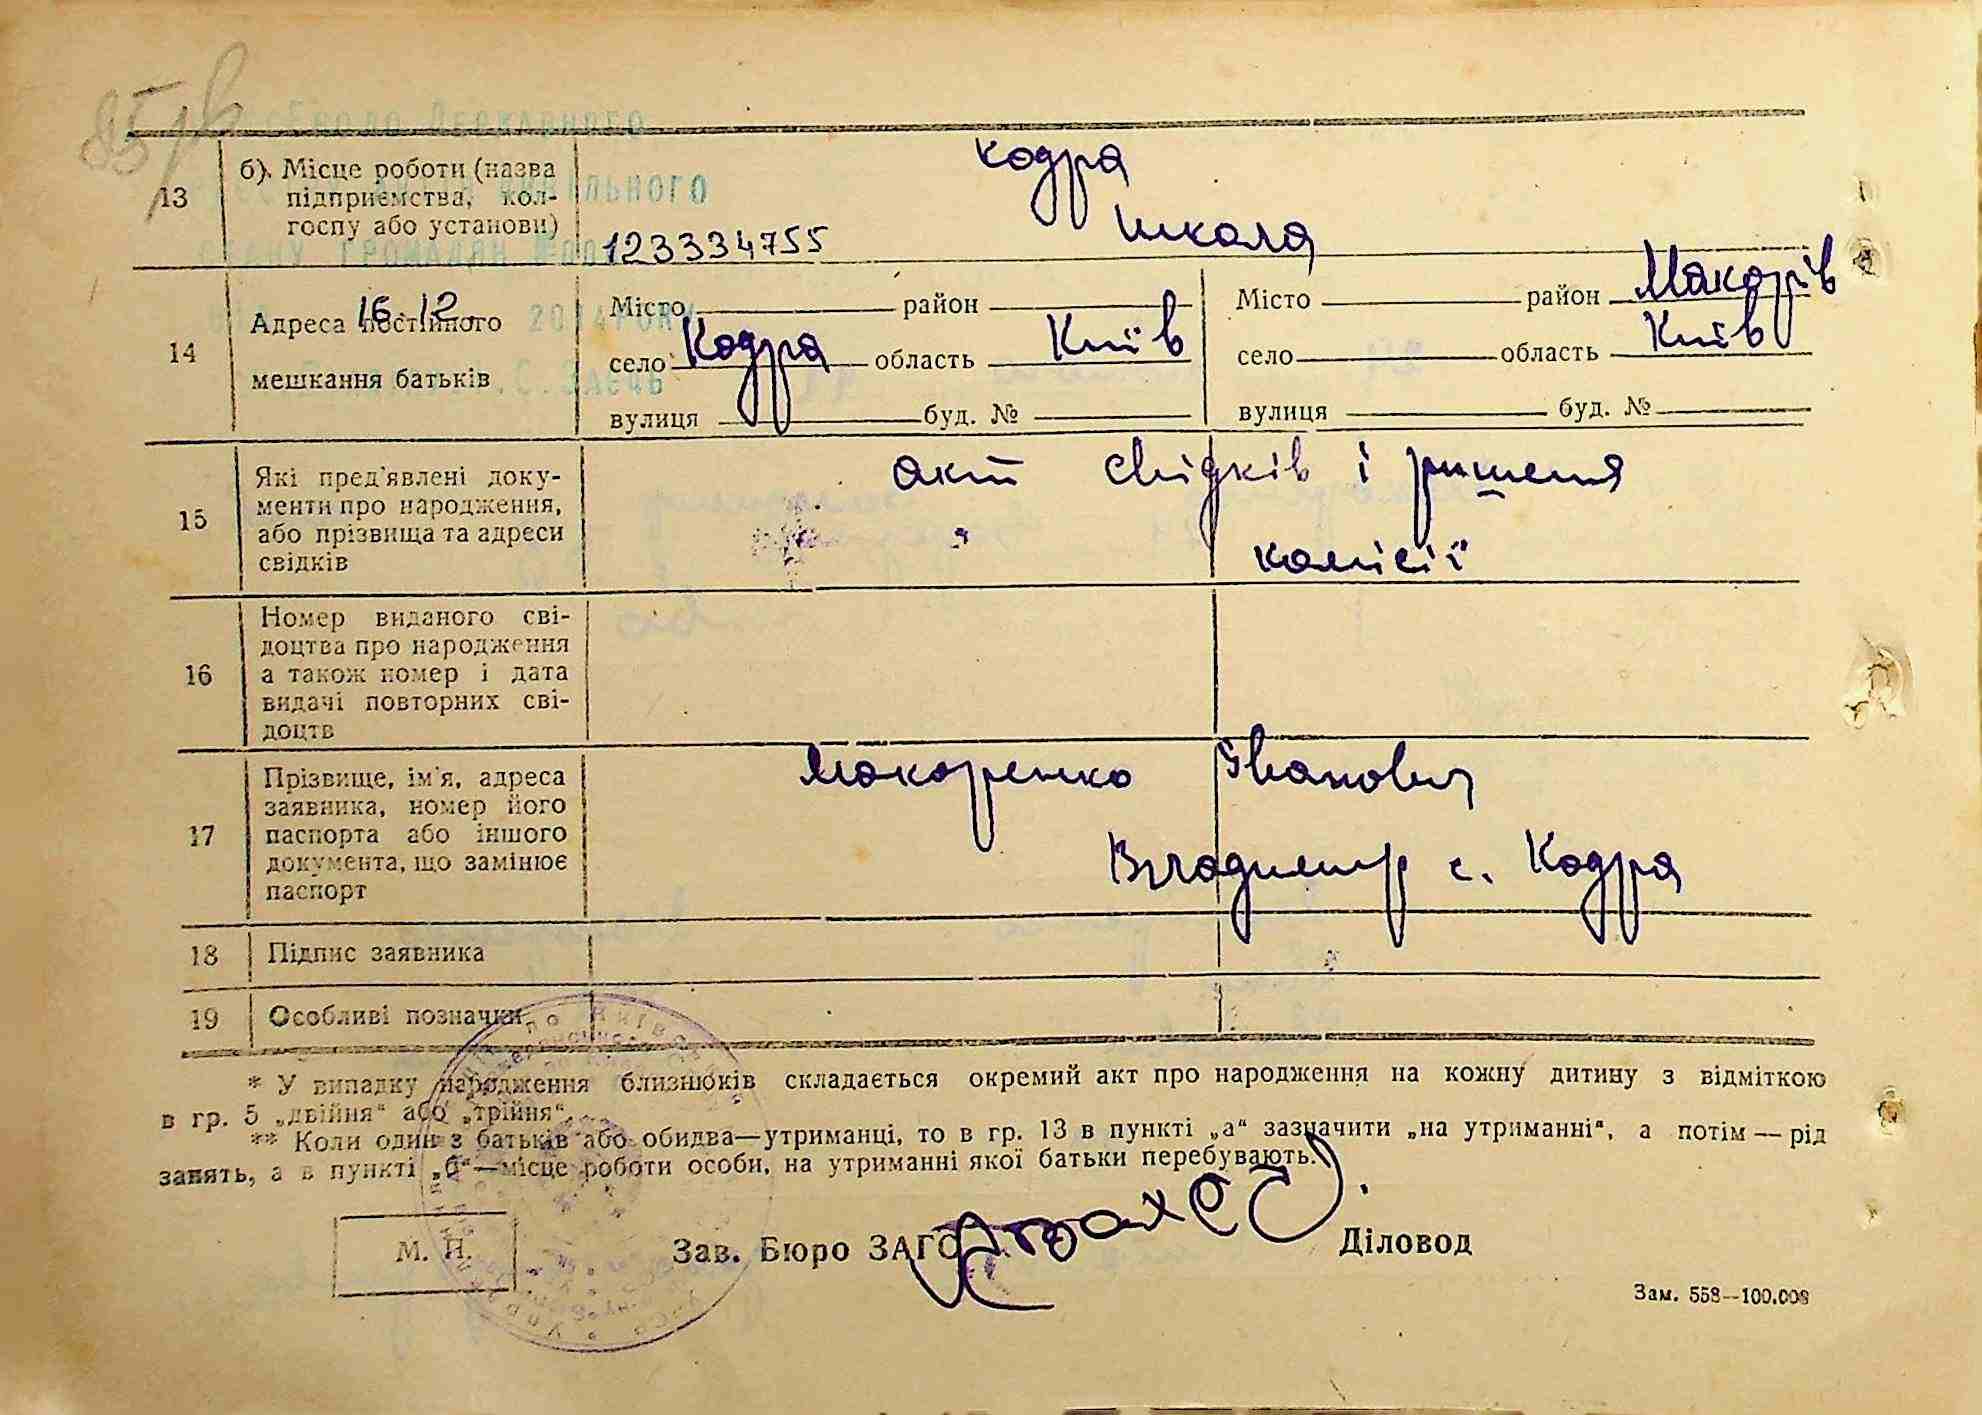 13
б). Місце роботи (назва
підприємства, кол-
госпу або установи)
Кодра
школа
123334755
14
Адреса постійного
мешкання батьків
16.12.
Місто район
село Кодра область Київ
вулиця буд. №
Місто район Макарів
село область Київ
вулиця буд. №
15
Які пред'явлені доку-
менти про народження,
або прізвища та адреси
свідків
акт свідків і ришення
комісії
16
Номер виданого сві-
доцтва про народження
а також номер і дата
видачі повторних сві-
доцтв
17
Прізвище, ім'я, адреса
заявника, номер його
паспорта або іншого
документа, що замінює
паспорт
Макаренко Іванович
Владимир с. Кодра
18
Підпис заявника
19
Особливі позначки
* У випадку народження близнюків складається окремий акт про народження на кожну дитину з відміткою
в гр. 5 „двійня“ або „трійня“.
** Коли один з батьків або обидва—утриманці, то в гр. 13 в пункті „а“ зазначити „на утриманні“, а потім — рід
занять, а в пункті „б“—місце роботи особи, на утриманні якої батьки перебувають.
М. П.
Зав. Бюро ЗАГС
Діловод
Зам. 558—100.000